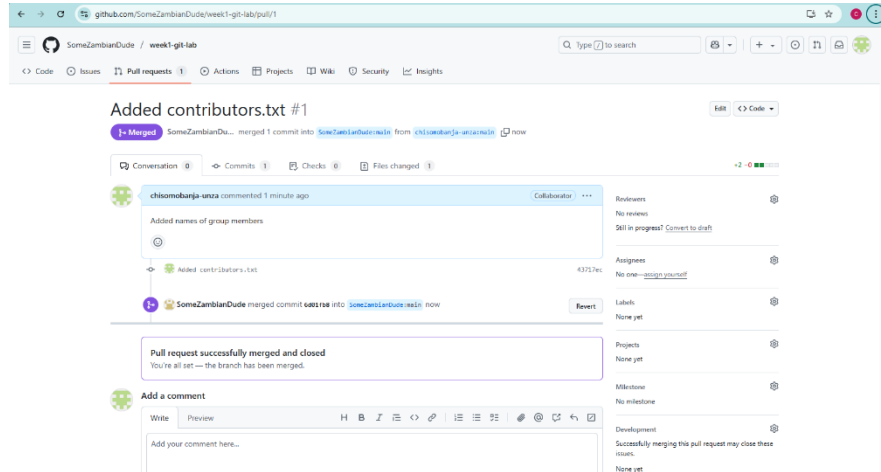 github.com/SomeZambianDude/week1-git-lab/pull/1
SomeZambianDude / week1-git-lab
Type / to search
Code
Issues
Pull requests 1
Actions
Projects
Wiki
Security
Insights
Added contributors.txt #1
Edit
Code
Merged
SomeZambianDu... merged 1 commit into SomeZambianDude:main from chisomobanja-unza:main now
Conversation 0
Commits 1
Checks 0
Files changed 1
+2 -0
chisomobanja-unza commented 1 minute ago
Collaborator
Added names of group members
Added contributors.txt
43717ec
SomeZambianDude merged commit into SomeZambianDude:main now
Revert
Pull request successfully merged and closed
You're all set — the branch has been merged.
Add a comment
Write
Preview
H B I
Add your comment here...
Reviewers
No reviews
Still in progress? Convert to draft
Assignees
No one—assign yourself
Labels
None yet
Projects
None yet
Milestone
No milestone
Development
Successfully merging this pull request may close these
issues.
None yet